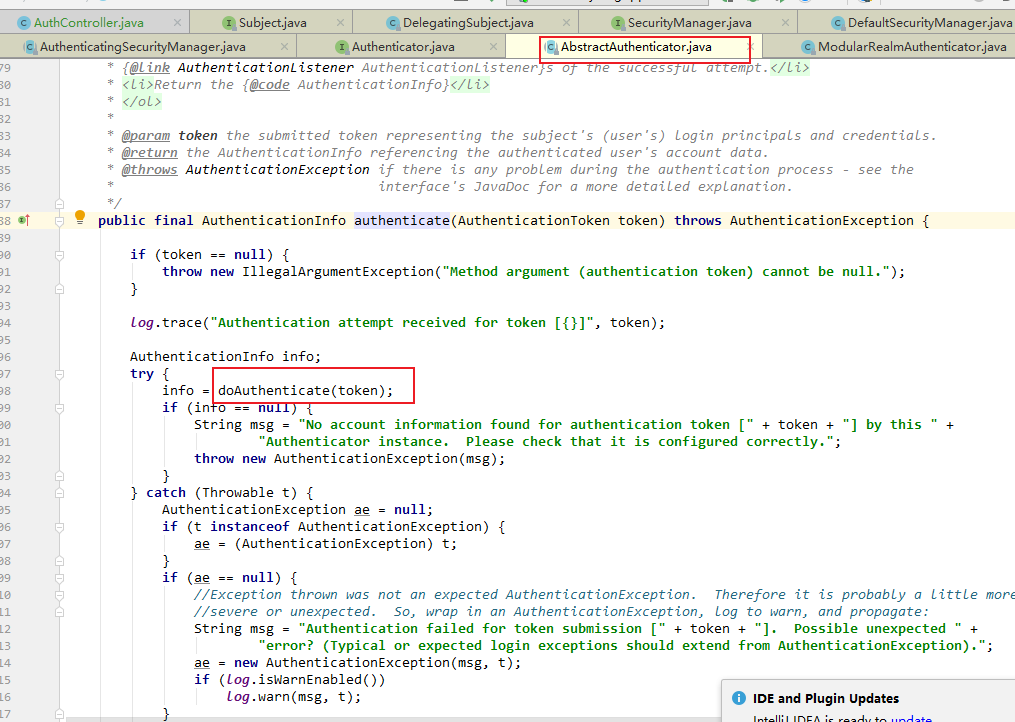 AuthController.java × Subject.java × DelegatingSubject.java × SecurityManager.java × DefaultSecurityManager.java
AuthenticatingSecurityManager.java × Authenticator.java × AbstractAuthenticator.java × ModularRealmAuthenticator.java
79 * {@link AuthenticationListener AuthenticationListener}s of the successful attempt.</li>
80 * <li>Return the {@code AuthenticationInfo}</li>
81 * </ol>
82 *
83 * @param token the submitted token representing the subject's (user's) login principals and credentials.
84 * @return the AuthenticationInfo referencing the authenticated user's account data.
85 * @throws AuthenticationException if there is any problem during the authentication process - see the
86 * interface's JavaDoc for a more detailed explanation.
87 */
88 public final AuthenticationInfo authenticate(AuthenticationToken token) throws AuthenticationException {
89
90 if (token == null) {
91 throw new IllegalArgumentException("Method argument (authentication token) cannot be null.");
92 }
93
94 log.trace("Authentication attempt received for token [{}]", token);
95
96 AuthenticationInfo info;
97 try {
98 info = doAuthenticate(token);
99 if (info == null) {
00 String msg = "No account information found for authentication token [" + token + "] by this " +
01 "Authenticator instance.  Please check that it is configured correctly.";
02 throw new AuthenticationException(msg);
03 }
04 } catch (Throwable t) {
05 AuthenticationException ae = null;
06 if (t instanceof AuthenticationException) {
07 ae = (AuthenticationException) t;
08 }
09 if (ae == null) {
10 //Exception thrown was not an expected AuthenticationException.  Therefore it is probably a little more
11 //severe or unexpected.  So, wrap in an AuthenticationException, log to warn, and propagate:
12 String msg = "Authentication failed for token submission [" + token + "].  Possible unexpected " +
13 "error? (Typical or expected login exceptions should extend from AuthenticationException).";
14 ae = new AuthenticationException(msg, t);
15 if (log.isWarnEnabled())
16 log.warn(msg, t);
17 }
IDE and Plugin Updates
IntelliJ IDEA is ready to update.